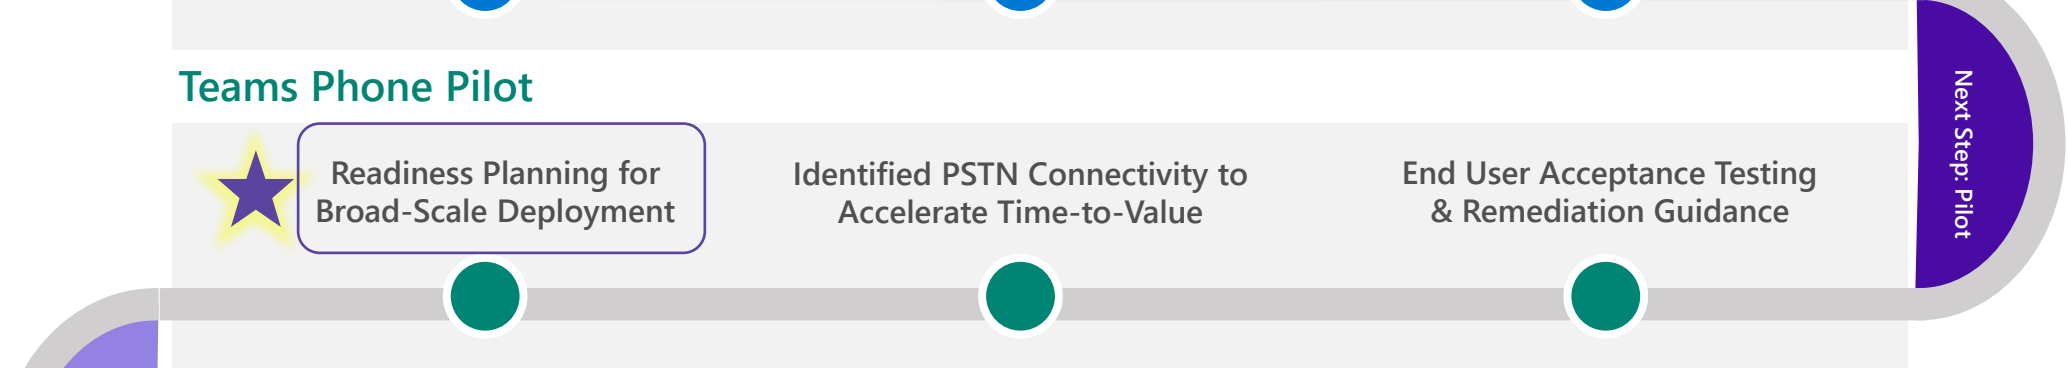 Teams Phone Pilot
Next Step: Pilot
Readiness Planning for
Broad-Scale Deployment
Identified PSTN Connectivity to
Accelerate Time-to-Value
End User Acceptance Testing
& Remediation Guidance